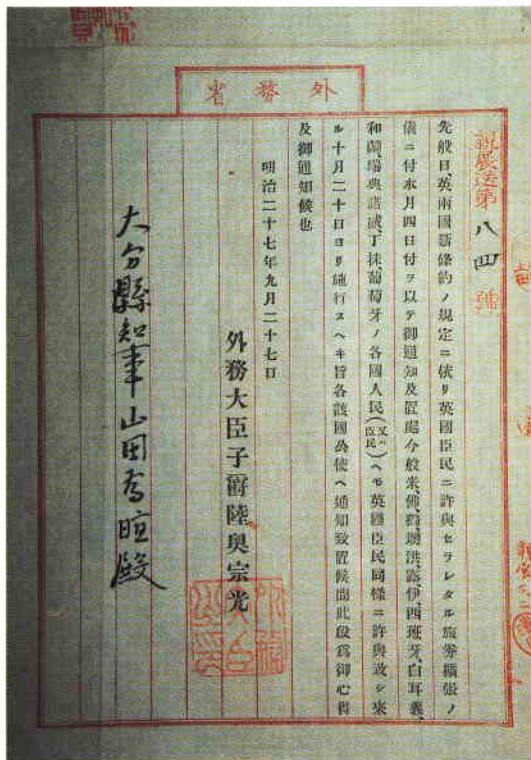 外務省
親展送第八四號
先般日、英兩國新條約ノ規定ニ依リ英國臣民ニ許與セラレタル旅券擴張ノ
儀ニ付本月四日付ヲ以テ御通知及置處今般米、佛、獨、墺洪、露、伊、西班牙、白耳義、
和蘭、瑞典諾威、丁抹、葡萄牙ノ各國人民(又ハ臣民)ヘモ英國臣民同樣ニ許與致シ來
ル十月二十日ヨリ施行スヘキ旨各該國公使ヘ通知致置候間此段爲御心得
及御通知候也
明治二十七年九月二十七日
外務大臣子爵陸奥宗光
大分縣知事山田爲暄殿